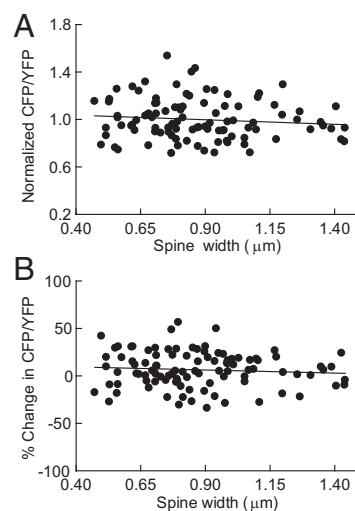 A
Normalized CFP/YFP
1.8
1.4
1.0
0.6
0.2
0.40 0.65 0.90 1.15 1.40
Spine width (μm)
B
% Change in CFP/YFP
100
50
0
-50
-100
0.40 0.65 0.90 1.15 1.40
Spine width (μm)